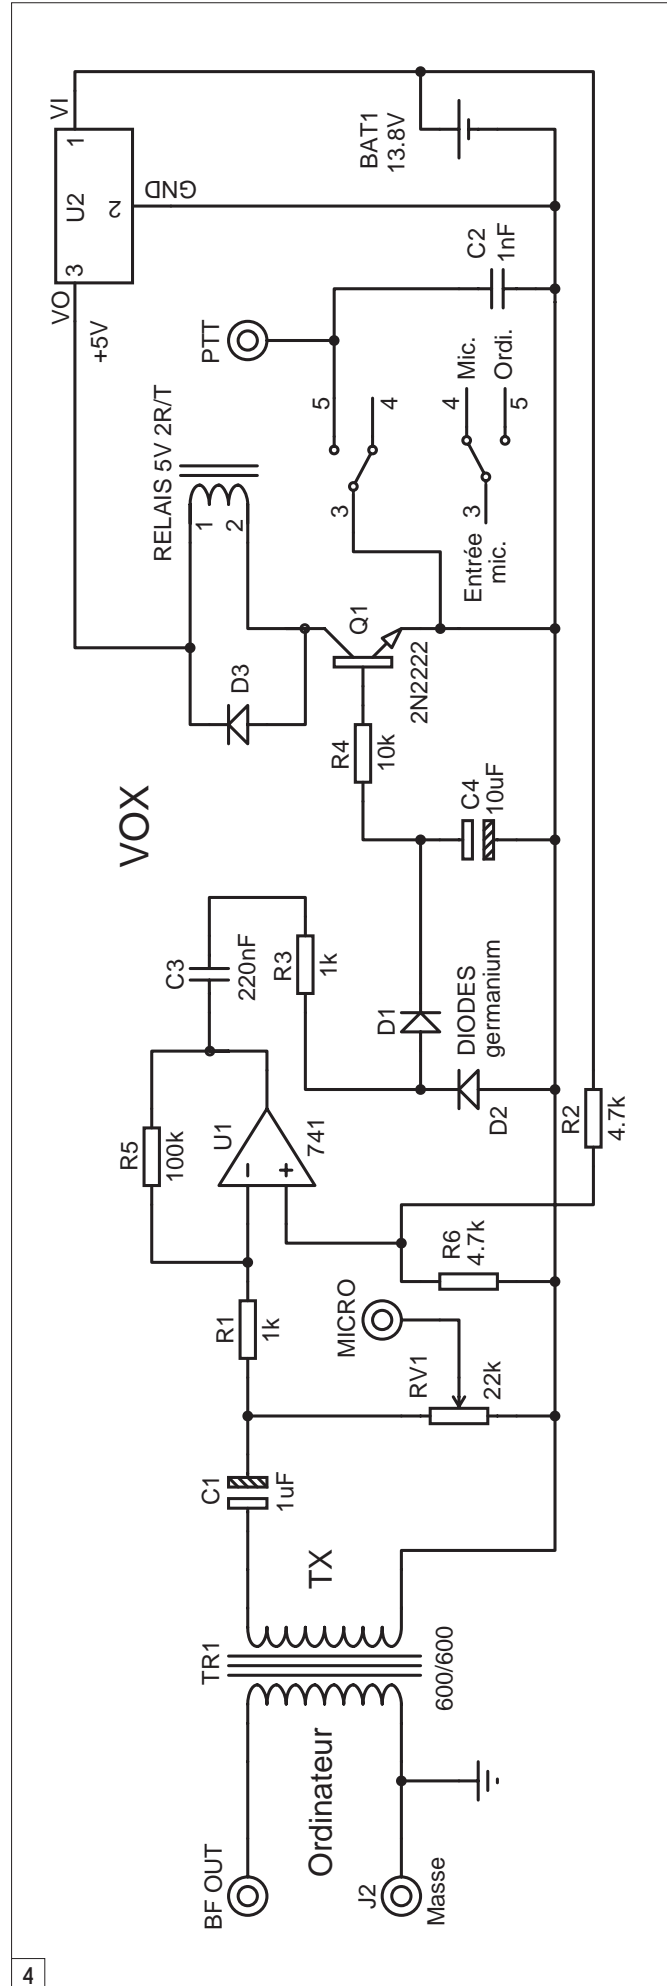 BF OUT
J2
Masse
Ordinateur
TR1
600/600
TX
C1
1uF
RV1
22k
MICRO
R1
1k
R6
4.7k
R2
4.7k
R5
100k
U1
741
−
+
C3
220nF
R3
1k
D1
D2
DIODES
germanium
VOX
C4
10uF
R4
10k
D3
Q1
2N2222
RELAIS 5V 2R/T
1
2
3
4
5
PTT
Entrée
mic.
3
4
5
Mic.
Ordi.
C2
1nF
+5V
VO
3
U2
2
GND
1
VI
BAT1
13.8V
4